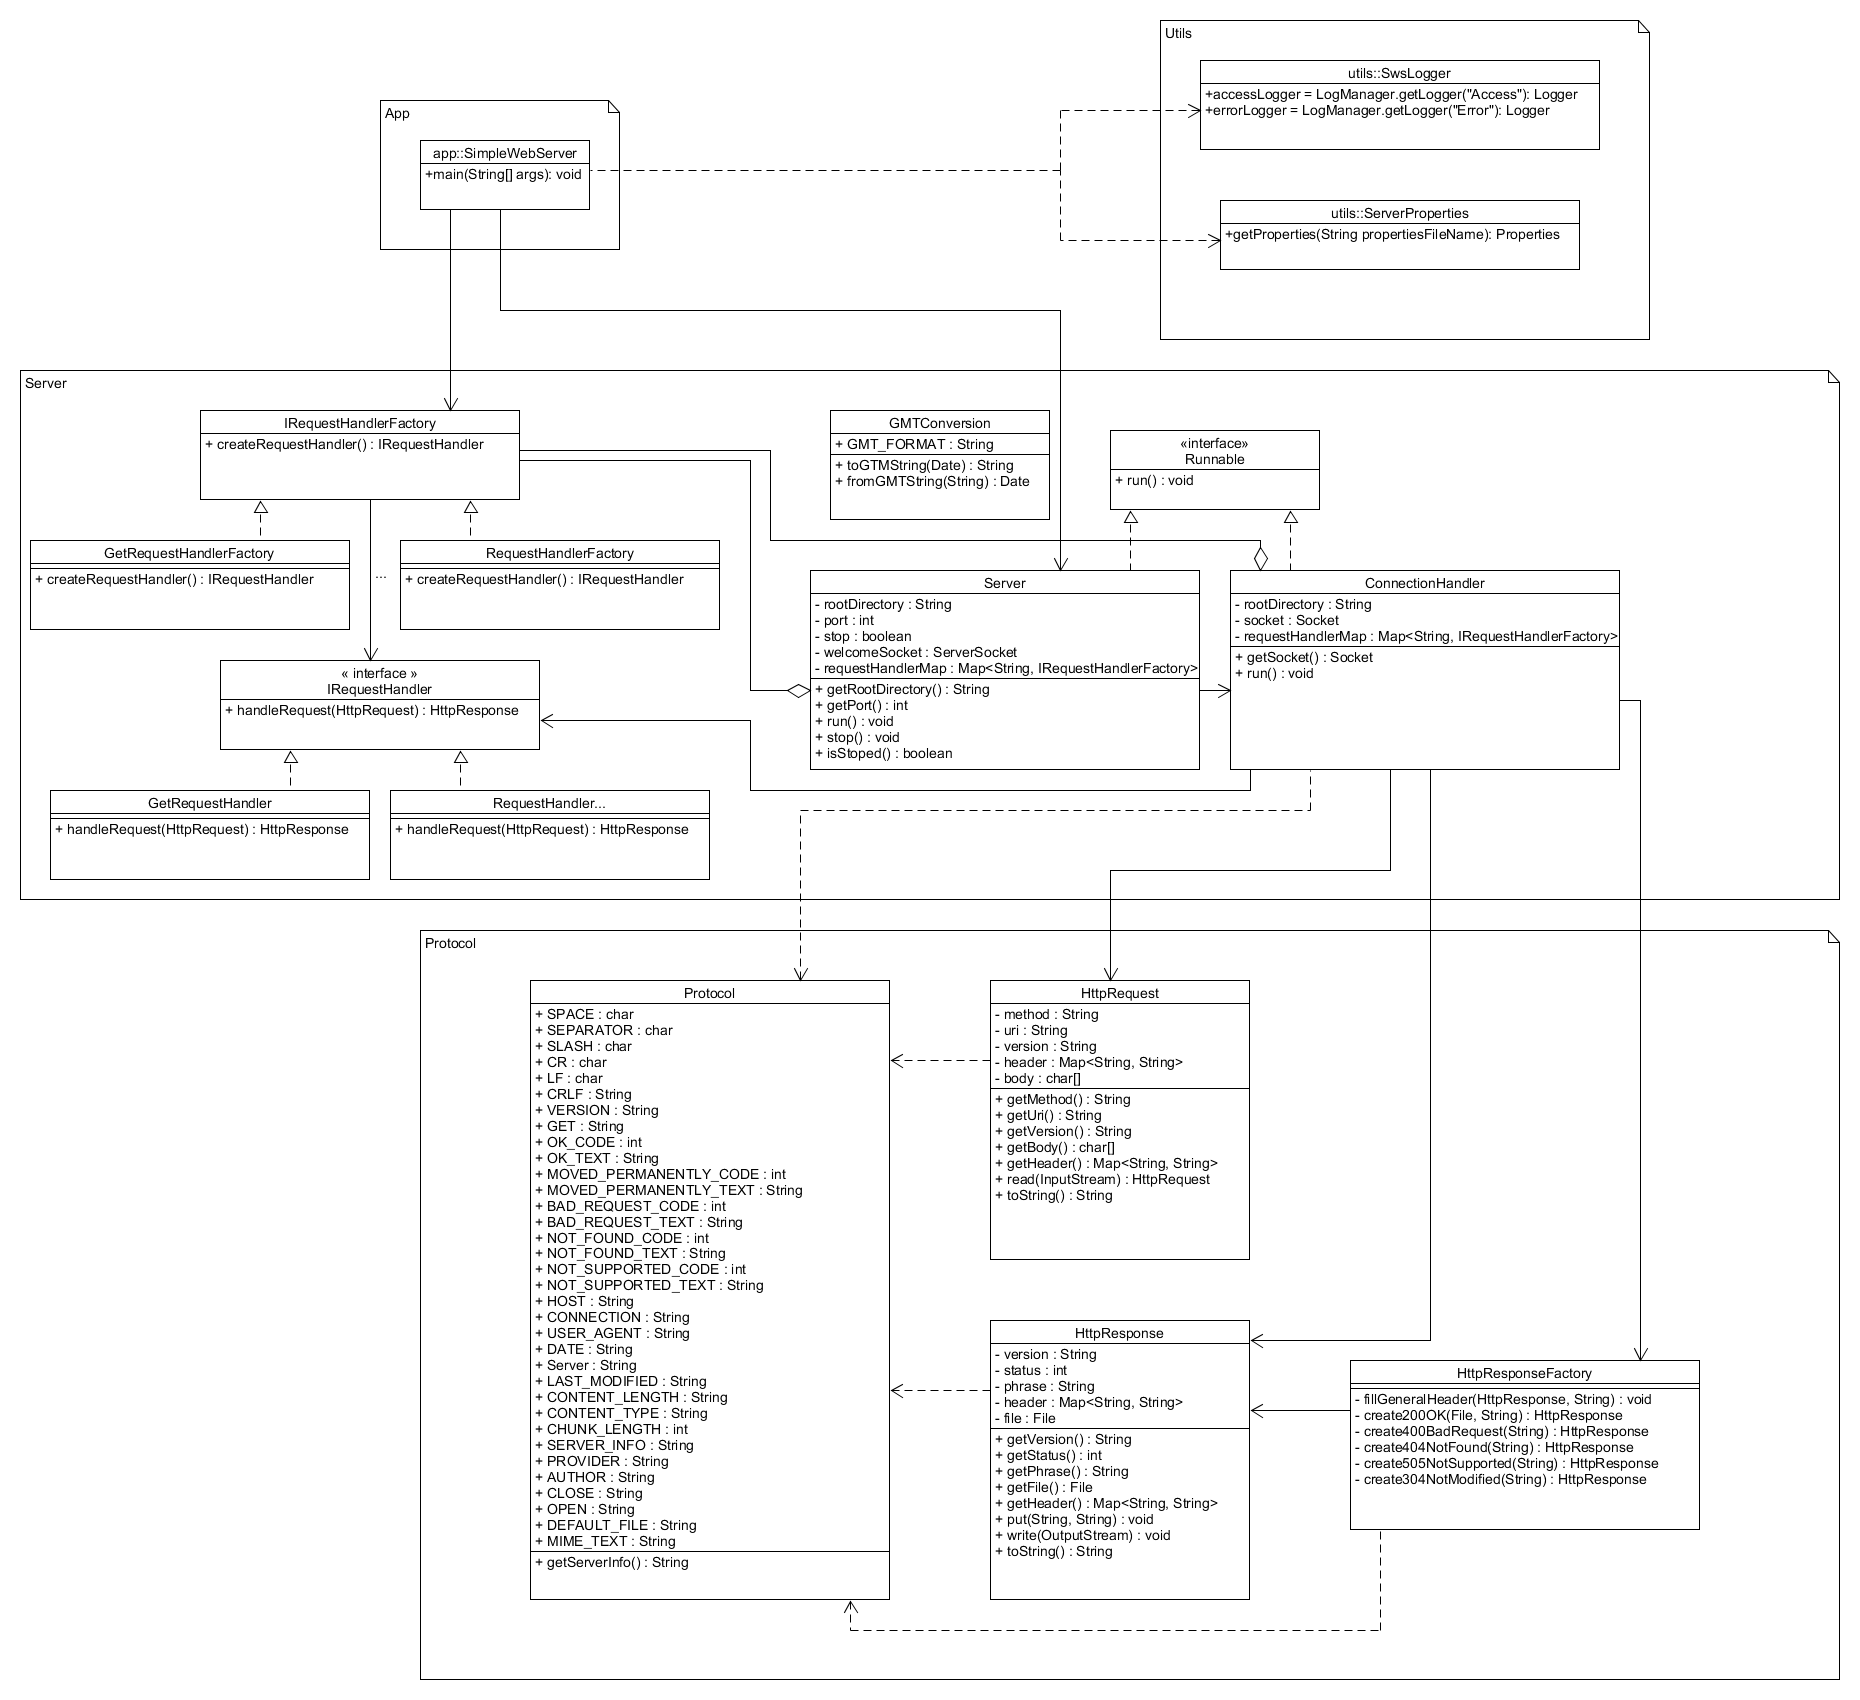 Utils
utils::SwsLogger
+accessLogger = LogManager.getLogger("Access"): Logger
+errorLogger = LogManager.getLogger("Error"): Logger
utils::ServerProperties
+getProperties(String propertiesFileName): Properties
App
app::SimpleWebServer
+main(String[] args): void
Server
IRequestHandlerFactory
+ createRequestHandler() : IRequestHandler
GMTConversion
+ GMT_FORMAT : String
+ toGTMString(Date) : String
+ fromGMTString(String) : Date
«interface»
Runnable
+ run() : void
GetRequestHandlerFactory
+ createRequestHandler() : IRequestHandler
...
RequestHandlerFactory
+ createRequestHandler() : IRequestHandler
« interface »
IRequestHandler
+ handleRequest(HttpRequest) : HttpResponse
GetRequestHandler
+ handleRequest(HttpRequest) : HttpResponse
RequestHandler...
+ handleRequest(HttpRequest) : HttpResponse
Server
- rootDirectory : String
- port : int
- stop : boolean
- welcomeSocket : ServerSocket
- requestHandlerMap : Map<String, IRequestHandlerFactory>
+ getRootDirectory() : String
+ getPort() : int
+ run() : void
+ stop() : void
+ isStoped() : boolean
ConnectionHandler
- rootDirectory : String
- socket : Socket
- requestHandlerMap : Map<String, IRequestHandlerFactory>
+ getSocket() : Socket
+ run() : void
Protocol
Protocol
+ SPACE : char
+ SEPARATOR : char
+ SLASH : char
+ CR : char
+ LF : char
+ CRLF : String
+ VERSION : String
+ GET : String
+ OK_CODE : int
+ OK_TEXT : String
+ MOVED_PERMANENTLY_CODE : int
+ MOVED_PERMANENTLY_TEXT : String
+ BAD_REQUEST_CODE : int
+ BAD_REQUEST_TEXT : String
+ NOT_FOUND_CODE : int
+ NOT_FOUND_TEXT : String
+ NOT_SUPPORTED_CODE : int
+ NOT_SUPPORTED_TEXT : String
+ HOST : String
+ CONNECTION : String
+ USER_AGENT : String
+ DATE : String
+ Server : String
+ LAST_MODIFIED : String
+ CONTENT_LENGTH : String
+ CONTENT_TYPE : String
+ CHUNK_LENGTH : int
+ SERVER_INFO : String
+ PROVIDER : String
+ AUTHOR : String
+ CLOSE : String
+ OPEN : String
+ DEFAULT_FILE : String
+ MIME_TEXT : String
+ getServerInfo() : String
HttpRequest
- method : String
- uri : String
- version : String
- header : Map<String, String>
- body : char[]
+ getMethod() : String
+ getUri() : String
+ getVersion() : String
+ getBody() : char[]
+ getHeader() : Map<String, String>
+ read(InputStream) : HttpRequest
+ toString() : String
HttpResponse
- version : String
- status : int
- phrase : String
- header : Map<String, String>
- file : File
+ getVersion() : String
+ getStatus() : int
+ getPhrase() : String
+ getFile() : File
+ getHeader() : Map<String, String>
+ put(String, String) : void
+ write(OutputStream) : void
+ toString() : String
HttpResponseFactory
- fillGeneralHeader(HttpResponse, String) : void
- create200OK(File, String) : HttpResponse
- create400BadRequest(String) : HttpResponse
- create404NotFound(String) : HttpResponse
- create505NotSupported(String) : HttpResponse
- create304NotModified(String) : HttpResponse